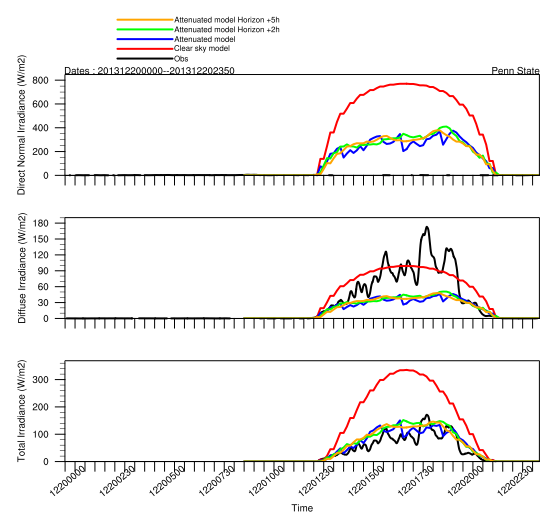 Attenuated model Horizon +5h
Attenuated model Horizon +2h
Attenuated model
Clear sky model
Obs
Dates : 201312200000--201312202350
Penn State
Direct Normal Irradiance (W/m2)
800
600
400
200
0
Diffuse Irradiance (W/m2)
180
150
120
90
60
30
0
Total Irradiance (W/m2)
300
200
100
0
12200000
12200230
12200500
12200730
12201000
12201230
12201500
12201730
12202000
12202230
Time